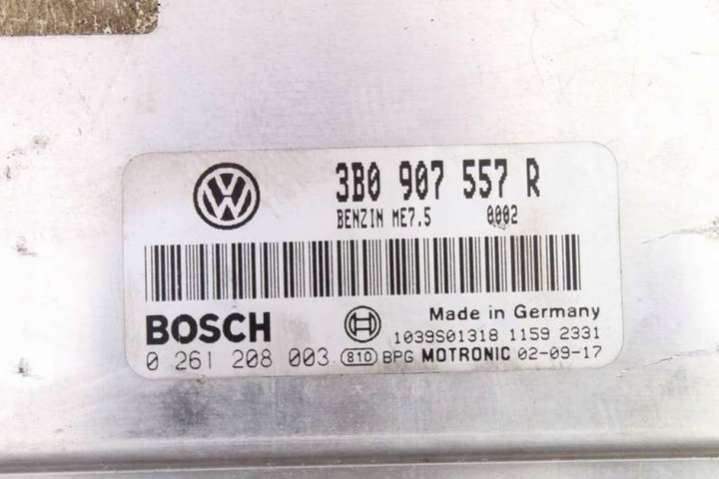 3B0 907 557 R
BENZIN ME7.5 0002
BOSCH
Made in Germany
1039S01318 1159 2331
0 261 208 003 810 BPG MOTRONIC 02-09-17